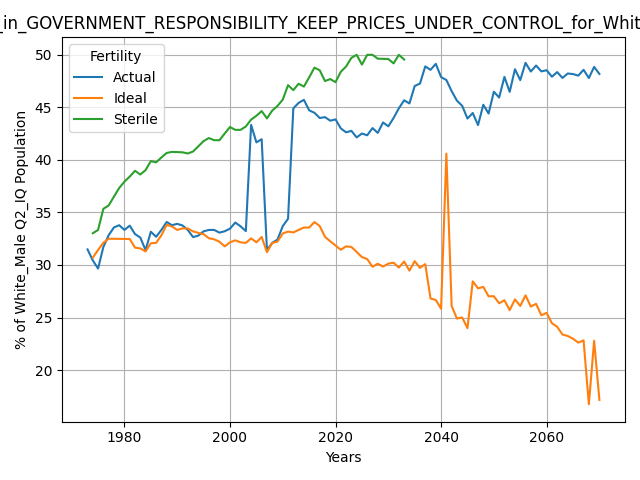 _in_GOVERNMENT_RESPONSIBILITY_KEEP_PRICES_UNDER_CONTROL_for_Whit
Fertility
Actual
Ideal
Sterile
% of White_Male Q2_IQ Population
50
45
40
35
30
25
20
1980
2000
2020
2040
2060
Years